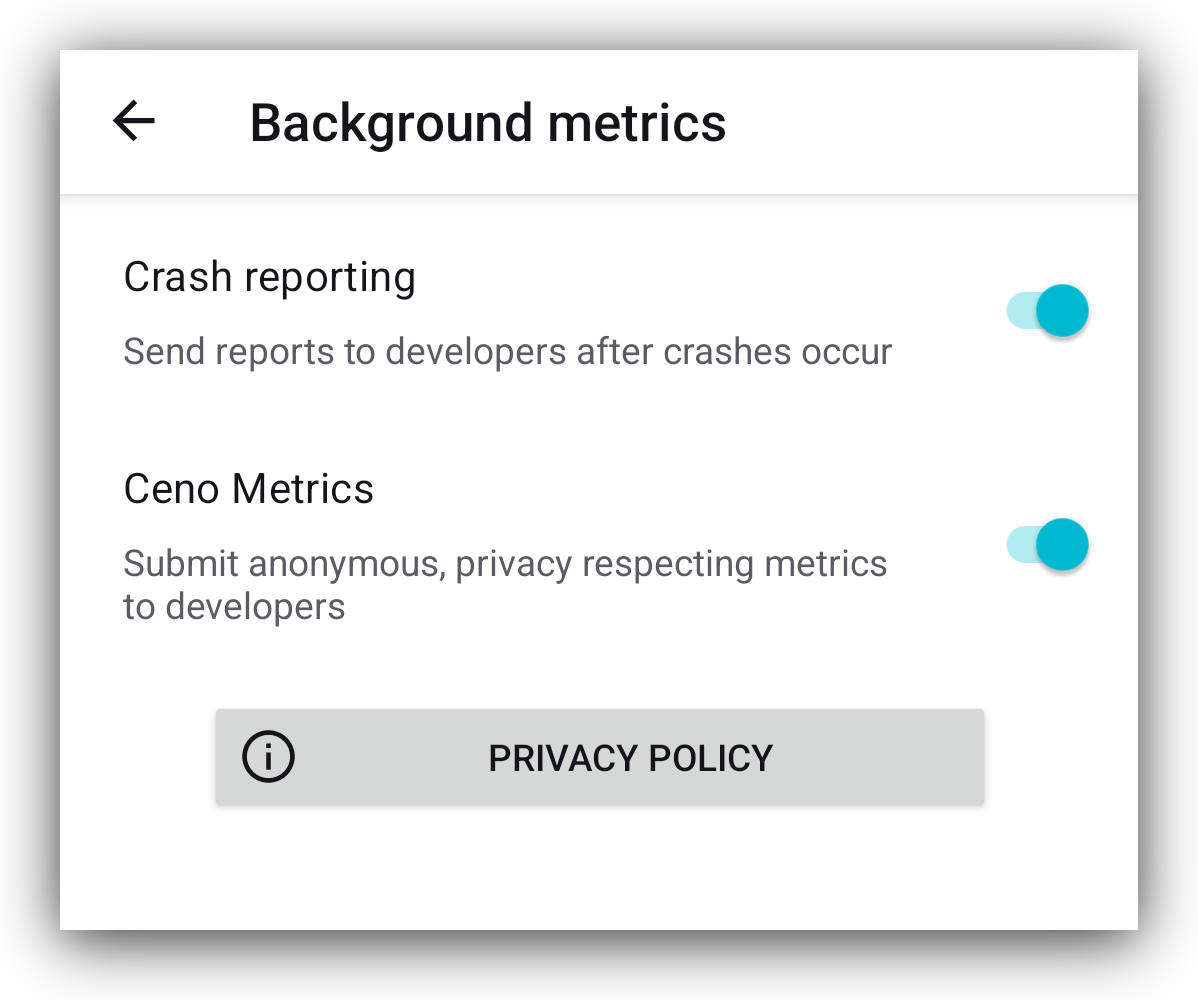 Background metrics
Crash reporting
Send reports to developers after crashes occur
Ceno Metrics
Submit anonymous, privacy respecting metrics
to developers
PRIVACY POLICY